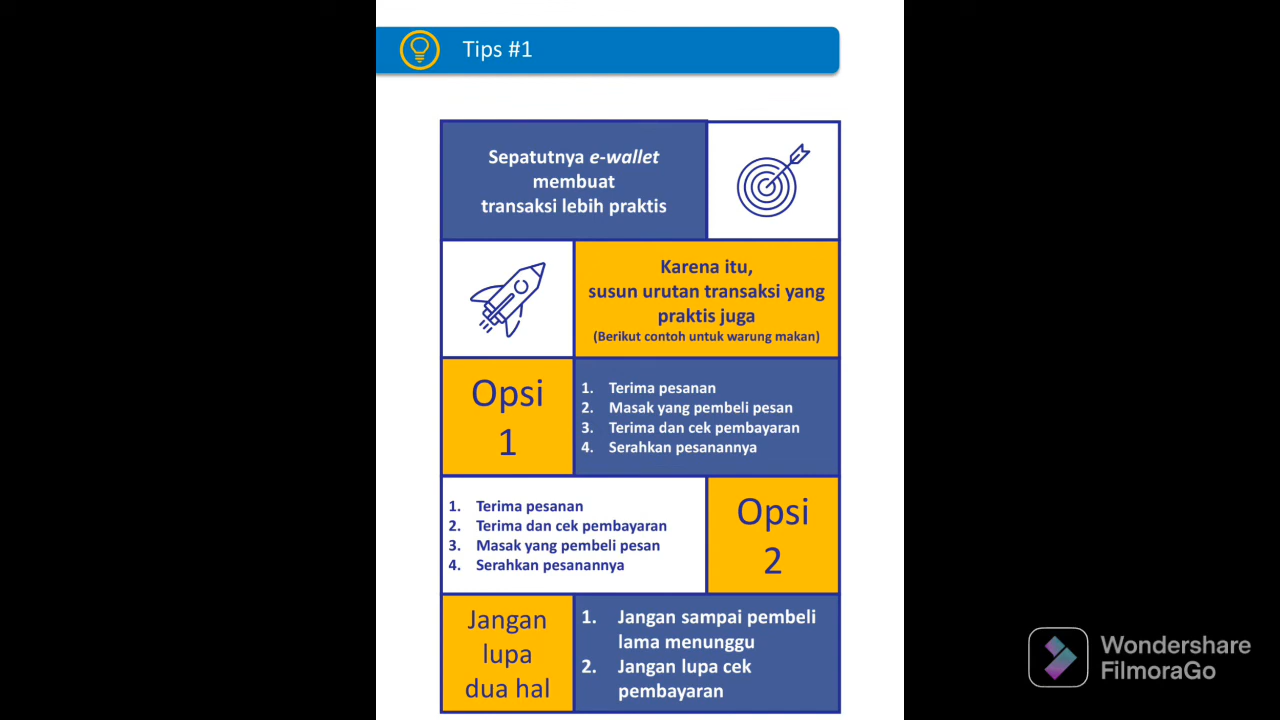 Tips #1
Sepatutnya e-wallet
membuat
transaksi lebih praktis
Karena itu,
susun urutan transaksi yang
praktis juga
(Berikut contoh untuk warung makan)
Opsi
1
1. Terima pesanan
2. Masak yang pembeli pesan
3. Terima dan cek pembayaran
4. Serahkan pesanannya
1. Terima pesanan
2. Terima dan cek pembayaran
3. Masak yang pembeli pesan
4. Serahkan pesanannya
Opsi
2
Jangan
lupa
dua hal
1. Jangan sampai pembeli
lama menunggu
2. Jangan lupa cek
pembayaran
Wondershare
FilmoraGo